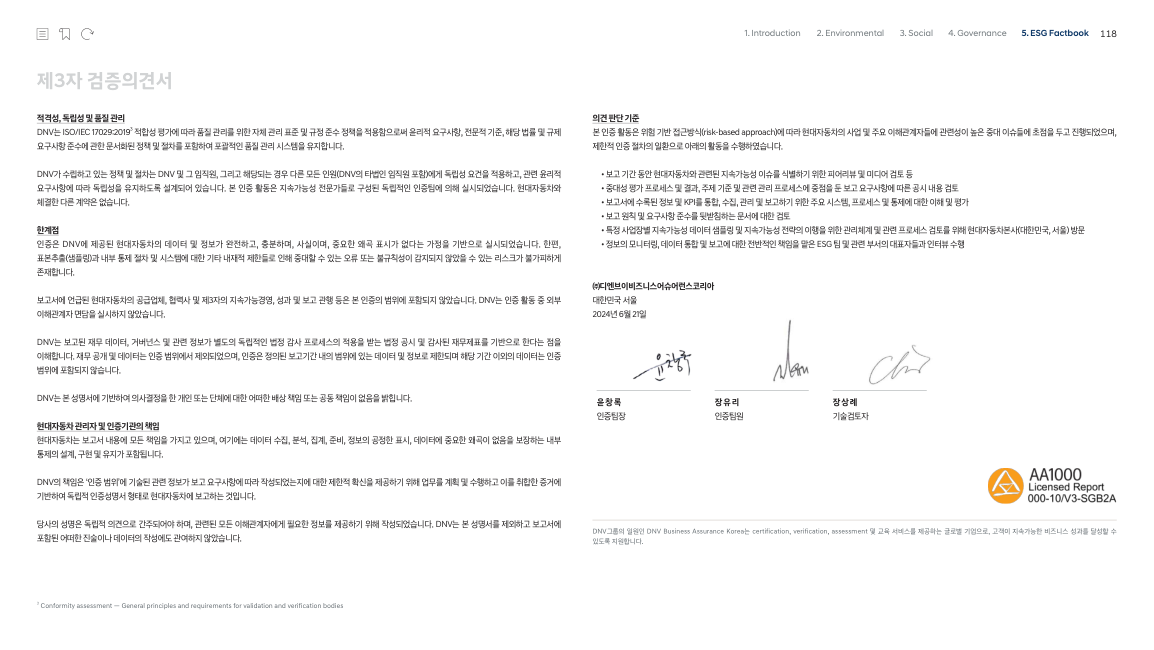 1. Introduction 2. Environmental 3. Social 4. Governance 5. ESG Factbook 118
제3자 검증의견서
적격성, 독립성 및 품질 관리
DNV는 ISO/IEC 17029:2019¹ 적합성 평가에 따라 품질 관리를 위한 자체 관리 표준 및 규정 준수 정책을 적용함으로써 윤리적 요구사항, 전문적 기준, 해당 법률 및 규제
요구사항 준수에 관한 문서화된 정책 및 절차를 포함하여 포괄적인 품질 관리 시스템을 유지합니다.
DNV가 수립하고 있는 정책 및 절차는 DNV 및 그 임직원, 그리고 해당되는 경우 다른 모든 인원(DNV의 타법인 임직원 포함)에게 독립성 요건을 적용하고, 관련 윤리적
요구사항에 따라 독립성을 유지하도록 설계되어 있습니다. 본 인증 활동은 지속가능성 전문가들로 구성된 독립적인 인증팀에 의해 실시되었습니다. 현대자동차와
체결한 다른 계약은 없습니다.
한계점
인증은 DNV에 제공된 현대자동차의 데이터 및 정보가 완전하고, 충분하며, 사실이며, 중요한 왜곡 표시가 없다는 가정을 기반으로 실시되었습니다. 한편,
표본추출(샘플링)과 내부 통제 절차 및 시스템에 대한 기타 내재적 제한들로 인해 중대할 수 있는 오류 또는 불규칙성이 감지되지 않았을 수 있는 리스크가 불가피하게
존재합니다.
보고서에 언급된 현대자동차의 공급업체, 협력사 및 제3자의 지속가능경영, 성과 및 보고 관행 등은 본 인증의 범위에 포함되지 않았습니다. DNV는 인증 활동 중 외부
이해관계자 면담을 실시하지 않았습니다.
DNV는 보고된 재무 데이터, 거버넌스 및 관련 정보가 별도의 독립적인 법정 감사 프로세스의 적용을 받는 법정 공시 및 감사된 재무제표를 기반으로 한다는 점을
이해합니다. 재무 공개 및 데이터는 인증 범위에서 제외되었으며, 인증은 정의된 보고기간 내의 범위에 있는 데이터 및 정보로 제한되며 해당 기간 이외의 데이터는 인증
범위에 포함되지 않습니다.
DNV는 본 성명서에 기반하여 의사결정을 한 개인 또는 단체에 대한 어떠한 배상 책임 또는 공동 책임이 없음을 밝힙니다.
현대자동차 관리자 및 인증기관의 책임
현대자동차는 보고서 내용에 모든 책임을 가지고 있으며, 여기에는 데이터 수집, 분석, 집계, 준비, 정보의 공정한 표시, 데이터에 중요한 왜곡이 없음을 보장하는 내부
통제의 설계, 구현 및 유지가 포함됩니다.
DNV의 책임은 '인증 범위'에 기술된 관련 정보가 보고 요구사항에 따라 작성되었는지에 대한 제한적 확신을 제공하기 위해 업무를 계획 및 수행하고 이를 취합한 증거에
기반하여 독립적 인증성명서 형태로 현대자동차에 보고하는 것입니다.
당사의 성명은 독립적 의견으로 간주되어야 하며, 관련된 모든 이해관계자에게 필요한 정보를 제공하기 위해 작성되었습니다. DNV는 본 성명서를 제외하고 보고서에
포함된 어떠한 진술이나 데이터의 작성에도 관여하지 않았습니다.
¹ Conformity assessment — General principles and requirements for validation and verification bodies
의견 판단 기준
본 인증 활동은 위험 기반 접근방식(risk-based approach)에 따라 현대자동차의 사업 및 주요 이해관계자들에 관련성이 높은 중대 이슈들에 초점을 두고 진행되었으며,
제한적 인증 절차의 일환으로 아래의 활동을 수행하였습니다.
• 보고 기간 동안 현대자동차와 관련된 지속가능성 이슈를 식별하기 위한 피어리뷰 및 미디어 검토 등
• 중대성 평가 프로세스 및 결과, 주제 기준 및 관련 관리 프로세스에 중점을 둔 보고 요구사항에 따른 공시 내용 검토
• 보고서에 수록된 정보 및 KPI를 통합, 수집, 관리 및 보고하기 위한 주요 시스템, 프로세스 및 통제에 대한 이해 및 평가
• 보고 원칙 및 요구사항 준수를 뒷받침하는 문서에 대한 검토
• 특정 사업장별 지속가능성 데이터 샘플링 및 지속가능성 전략의 이행을 위한 관리체계 및 관련 프로세스 검토를 위해 현대자동차본사(대한민국, 서울) 방문
• 정보의 모니터링, 데이터 통합 및 보고에 대한 전반적인 책임을 맡은 ESG 팀 및 관련 부서의 대표자들과 인터뷰 수행
㈜디엔브이비즈니스어슈어런스코리아
대한민국 서울
2024년 6월 21일
윤창록 장유리 장상례
인증팀장 인증팀원 기술검토자
AA1000
Licensed Report
000-10/V3-SGB2A
DNV그룹의 일원인 DNV Business Assurance Korea는 certification, verification, assessment 및 교육 서비스를 제공하는 글로벌 기업으로, 고객이 지속가능한 비즈니스 성과를 달성할 수
있도록 지원합니다.